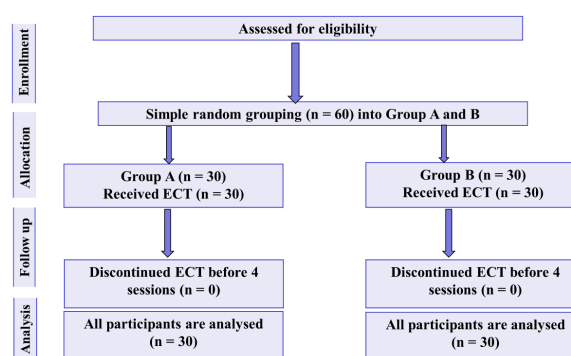 Enrollment
Assessed for eligibility
Simple random grouping (n = 60) into Group A and B
Allocation
Group A (n = 30)
Received ECT (n = 30)
Group B (n = 30)
Received ECT (n = 30)
Follow up
Discontinued ECT before 4
sessions (n = 0)
Discontinued ECT before 4
sessions (n = 0)
Analysis
All participants are analysed
(n = 30)
All participants are analysed
(n = 30)